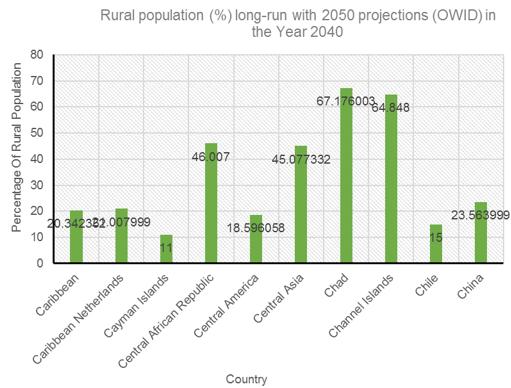 Rural population (%) long-run with 2050 projections (OWID) in
the Year 2040
Percentage Of Rural Population
80
70
60
50
40
30
20
10
0
21.007999
11
46.007
18.596058
45.077332
67.176003
64.848
15
23.563999
Caribbean
Caribbean Netherlands
Cayman Islands
Central African Republic
Central America
Central Asia
Chad
Channel Islands
Chile
China
Country